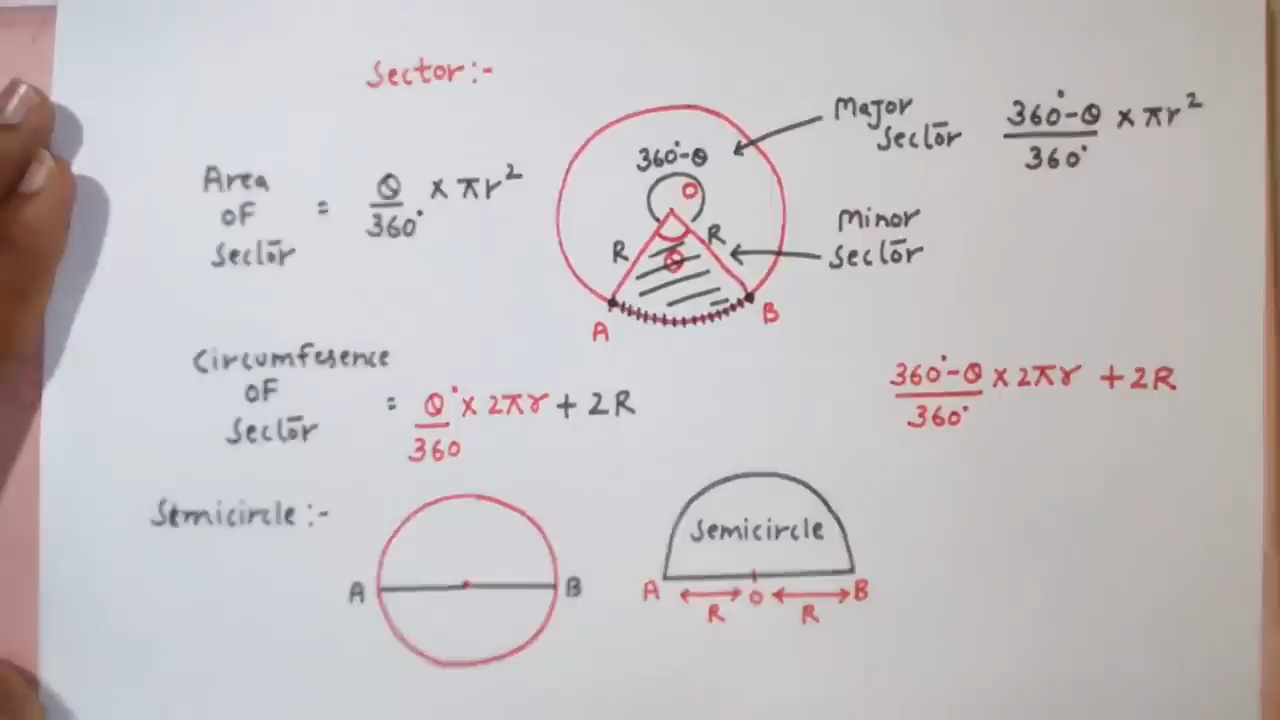 Sector:-
Major
Sector
360°-θ
360°
× πr²
360°-θ
O
Area
OF
Sector
= θ/360° × πr²
R
R
θ
Minor
Sector
A
B
Circumference
OF
Sector
= θ°/360 × 2πr + 2R
360°-θ/360° × 2πr + 2R
Semicircle:-
A
B
Semicircle
A
O
B
R
R